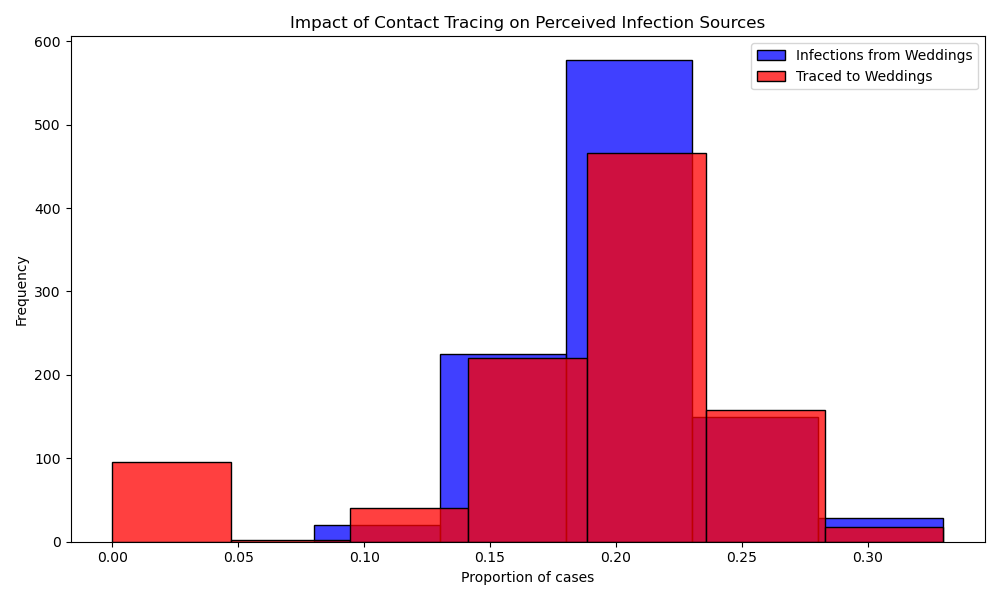 Impact of Contact Tracing on Perceived Infection Sources
Infections from Weddings
Traced to Weddings
600
500
400
300
200
100
0
Frequency
0.00 0.05 0.10 0.15 0.20 0.25 0.30
Proportion of cases